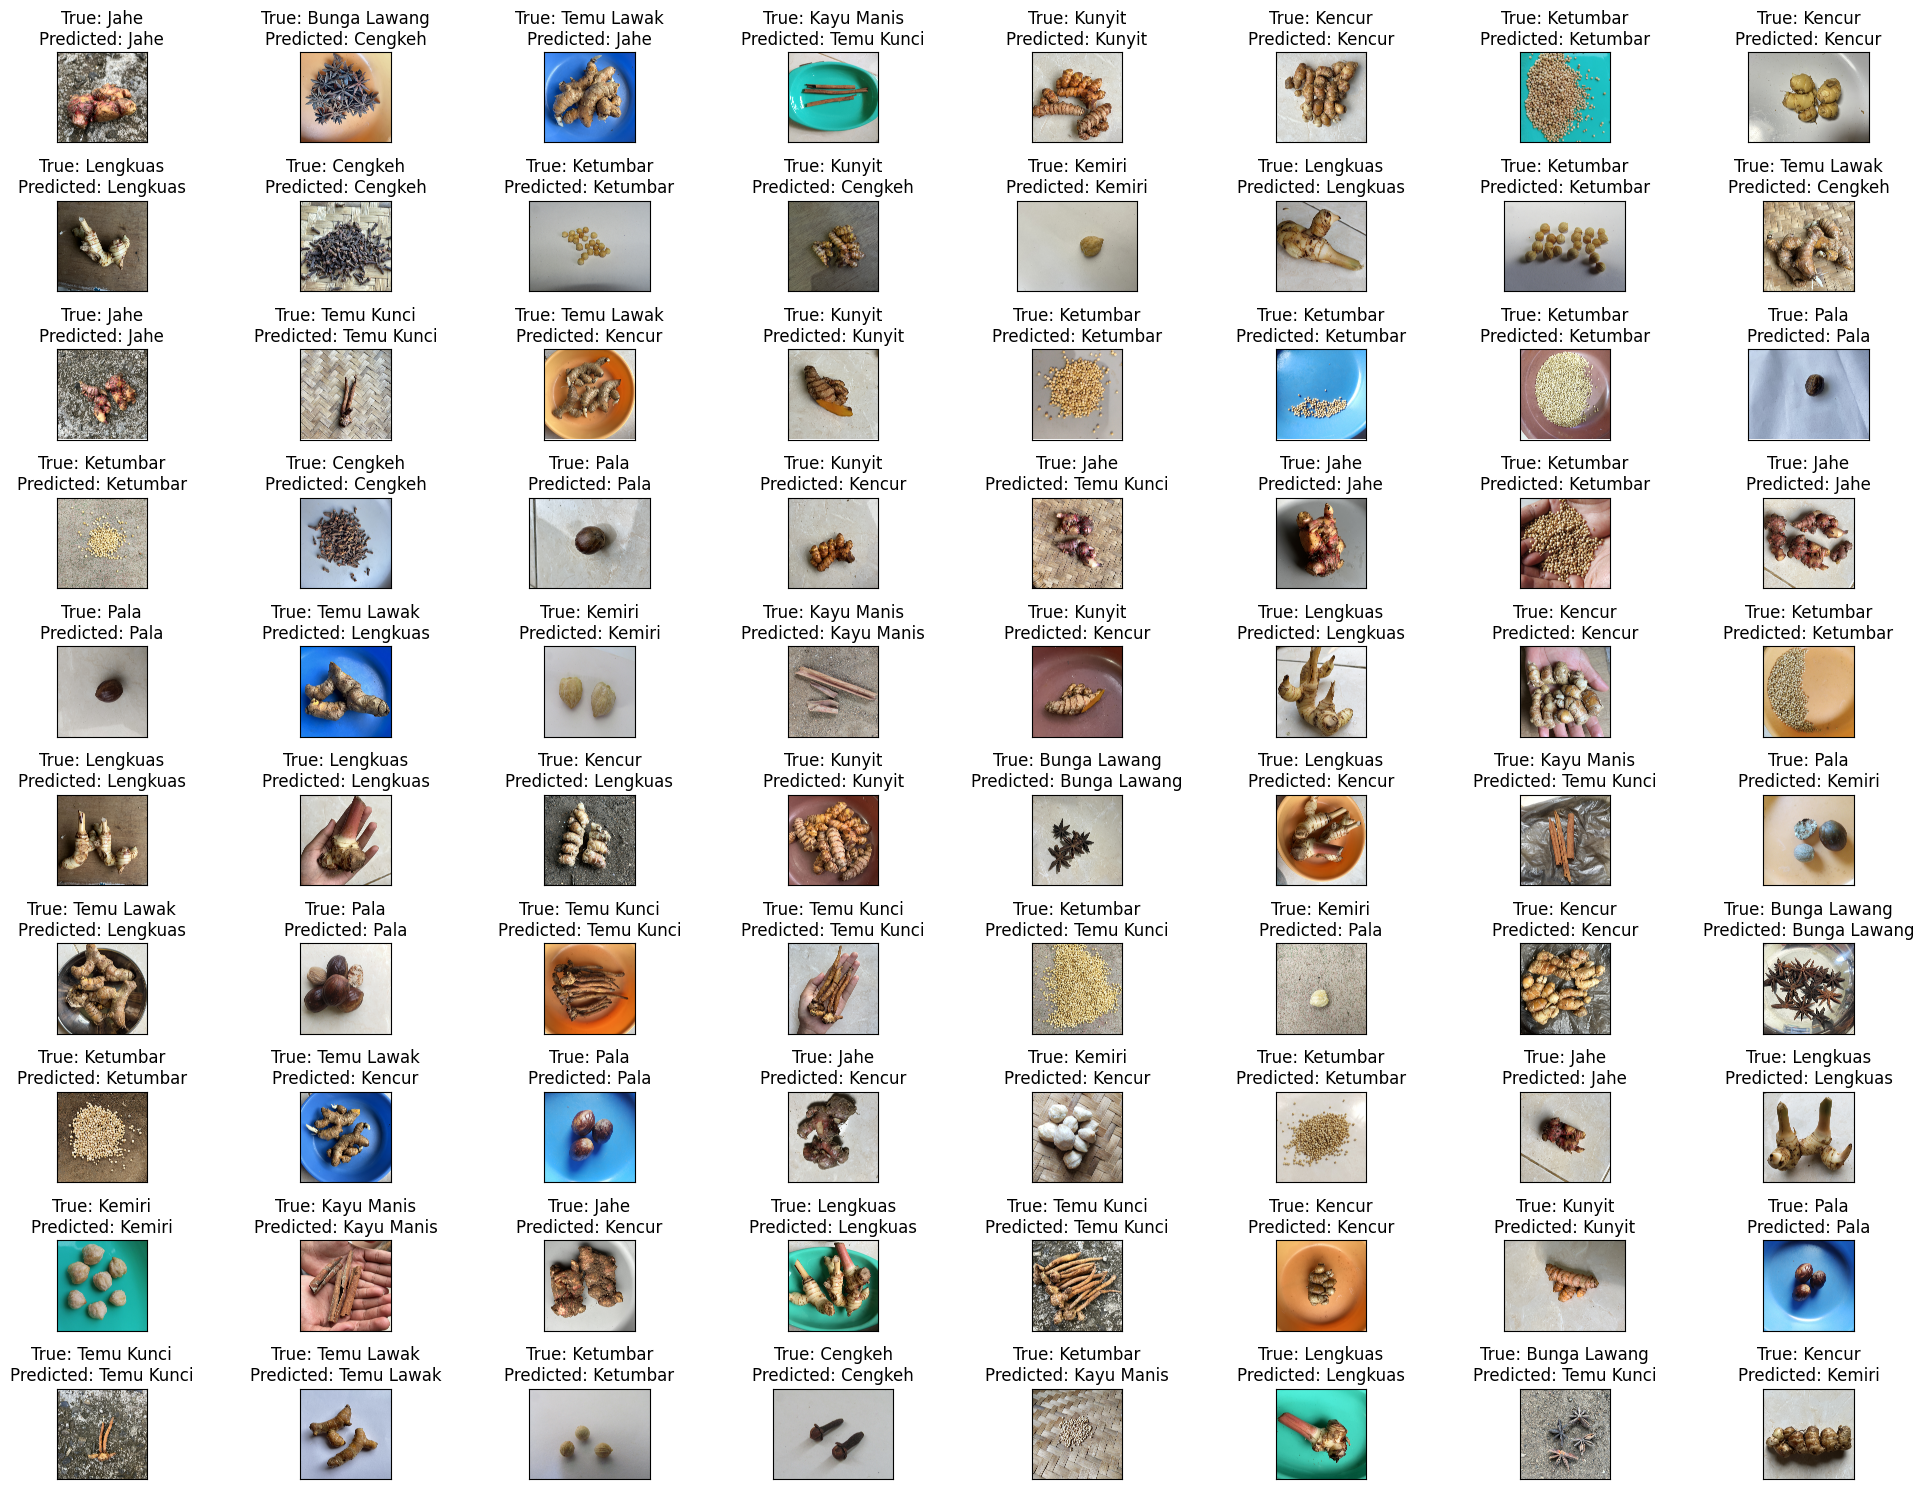 True: Jahe
Predicted: Jahe
True: Bunga Lawang
Predicted: Cengkeh
True: Temu Lawak
Predicted: Jahe
True: Kayu Manis
Predicted: Temu Kunci
True: Kunyit
Predicted: Kunyit
True: Kencur
Predicted: Kencur
True: Ketumbar
Predicted: Ketumbar
True: Kencur
Predicted: Kencur
True: Lengkuas
Predicted: Lengkuas
True: Cengkeh
Predicted: Cengkeh
True: Ketumbar
Predicted: Ketumbar
True: Kunyit
Predicted: Cengkeh
True: Kemiri
Predicted: Kemiri
True: Lengkuas
Predicted: Lengkuas
True: Ketumbar
Predicted: Ketumbar
True: Temu Lawak
Predicted: Cengkeh
True: Jahe
Predicted: Jahe
True: Temu Kunci
Predicted: Temu Kunci
True: Temu Lawak
Predicted: Kencur
True: Kunyit
Predicted: Kunyit
True: Ketumbar
Predicted: Ketumbar
True: Ketumbar
Predicted: Ketumbar
True: Ketumbar
Predicted: Ketumbar
True: Pala
Predicted: Pala
True: Ketumbar
Predicted: Ketumbar
True: Cengkeh
Predicted: Cengkeh
True: Pala
Predicted: Pala
True: Kunyit
Predicted: Kencur
True: Jahe
Predicted: Temu Kunci
True: Jahe
Predicted: Jahe
True: Ketumbar
Predicted: Ketumbar
True: Jahe
Predicted: Jahe
True: Pala
Predicted: Pala
True: Temu Lawak
Predicted: Lengkuas
True: Kemiri
Predicted: Kemiri
True: Kayu Manis
Predicted: Kayu Manis
True: Kunyit
Predicted: Kencur
True: Lengkuas
Predicted: Lengkuas
True: Kencur
Predicted: Kencur
True: Ketumbar
Predicted: Ketumbar
True: Lengkuas
Predicted: Lengkuas
True: Lengkuas
Predicted: Lengkuas
True: Kencur
Predicted: Lengkuas
True: Kunyit
Predicted: Kunyit
True: Bunga Lawang
Predicted: Bunga Lawang
True: Lengkuas
Predicted: Kencur
True: Kayu Manis
Predicted: Temu Kunci
True: Pala
Predicted: Kemiri
True: Temu Lawak
Predicted: Lengkuas
True: Pala
Predicted: Pala
True: Temu Kunci
Predicted: Temu Kunci
True: Temu Kunci
Predicted: Temu Kunci
True: Ketumbar
Predicted: Temu Kunci
True: Kemiri
Predicted: Pala
True: Kencur
Predicted: Kencur
True: Bunga Lawang
Predicted: Bunga Lawang
True: Ketumbar
Predicted: Ketumbar
True: Temu Lawak
Predicted: Kencur
True: Pala
Predicted: Pala
True: Jahe
Predicted: Kencur
True: Kemiri
Predicted: Kencur
True: Ketumbar
Predicted: Ketumbar
True: Jahe
Predicted: Jahe
True: Lengkuas
Predicted: Lengkuas
True: Kemiri
Predicted: Kemiri
True: Kayu Manis
Predicted: Kayu Manis
True: Jahe
Predicted: Kencur
True: Lengkuas
Predicted: Lengkuas
True: Temu Kunci
Predicted: Temu Kunci
True: Kencur
Predicted: Kencur
True: Kunyit
Predicted: Kunyit
True: Pala
Predicted: Pala
True: Temu Kunci
Predicted: Temu Kunci
True: Temu Lawak
Predicted: Temu Lawak
True: Ketumbar
Predicted: Ketumbar
True: Cengkeh
Predicted: Cengkeh
True: Ketumbar
Predicted: Kayu Manis
True: Lengkuas
Predicted: Lengkuas
True: Bunga Lawang
Predicted: Temu Kunci
True: Kencur
Predicted: Kemiri